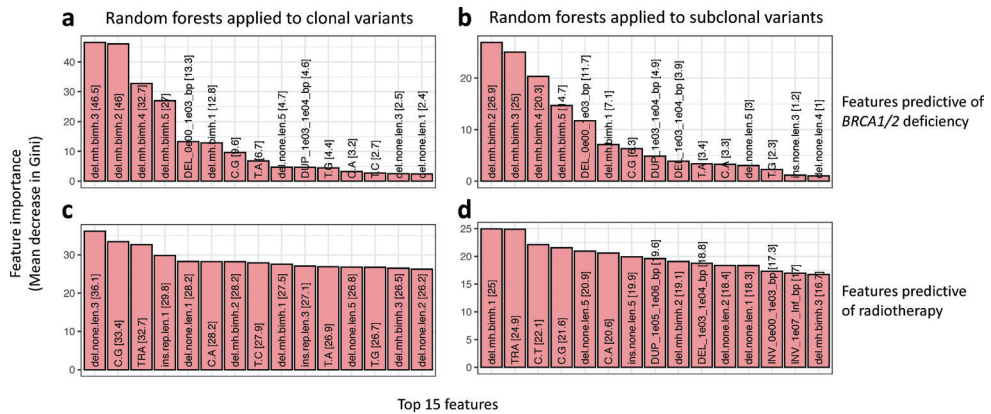 a Random forests applied to clonal variants
b Random forests applied to subclonal variants
Feature importance
(Mean decrease in Gini)
40
30
20
10
0
del.mh.bimh.3 [46.5]
del.mh.bimh.2 [46]
del.mh.bimh.4 [32.7]
del.mh.bimh.5 [27]
DEL_0e00_1e03_bp [13.3]
del.mh.bimh.1 [12.8]
C.G [9.6]
T.A [6.7]
del.none.len.5 [4.7]
DUP_1e03_1e04_bp [4.6]
T.G [4.4]
C.A [3.2]
T.C [2.7]
del.none.len.3 [2.5]
del.none.len.1 [2.4]
20
10
0
del.mh.bimh.2 [26.9]
del.mh.bimh.3 [25]
del.mh.bimh.4 [20.3]
del.mh.bimh.5 [14.7]
DEL_0e00_1e03_bp [11.7]
del.mh.bimh.1 [7.1]
C.G [6.3]
DUP_1e03_1e04_bp [4.9]
DEL_1e03_1e04_bp [3.9]
T.A [3.4]
C.A [3.3]
del.none.len.5 [3]
T.G [2.3]
ins.none.len.3 [1.2]
del.none.len.4 [1]
Features predictive of
BRCA1/2 deficiency
c
30
20
10
0
del.none.len.3 [36.1]
C.G [33.4]
TRA [32.7]
ins.rep.len.1 [29.8]
del.none.len.1 [28.2]
C.A [28.2]
del.mh.bimh.2 [28.2]
T.C [27.9]
del.mh.bimh.1 [27.5]
ins.rep.len.3 [27.1]
T.A [26.9]
del.none.len.5 [26.8]
T.G [26.7]
del.mh.bimh.3 [26.5]
del.none.len.2 [26.2]
d
20
10
0
del.mh.bimh.1 [25]
TRA [24.9]
C.T [22.1]
C.G [21.6]
del.none.len.5 [20.9]
C.A [20.6]
ins.none.len.5 [19.9]
DUP_1e05_1e06_bp [19.6]
del.mh.bimh.2 [19.1]
DEL_1e03_1e04_bp [18.8]
del.none.len.2 [18.4]
del.none.len.1 [18.3]
INV_0e00_1e03_bp [17.3]
INV_1e07_Inf_bp [17]
del.mh.bimh.3 [16.7]
Features predictive
of radiotherapy
Top 15 features